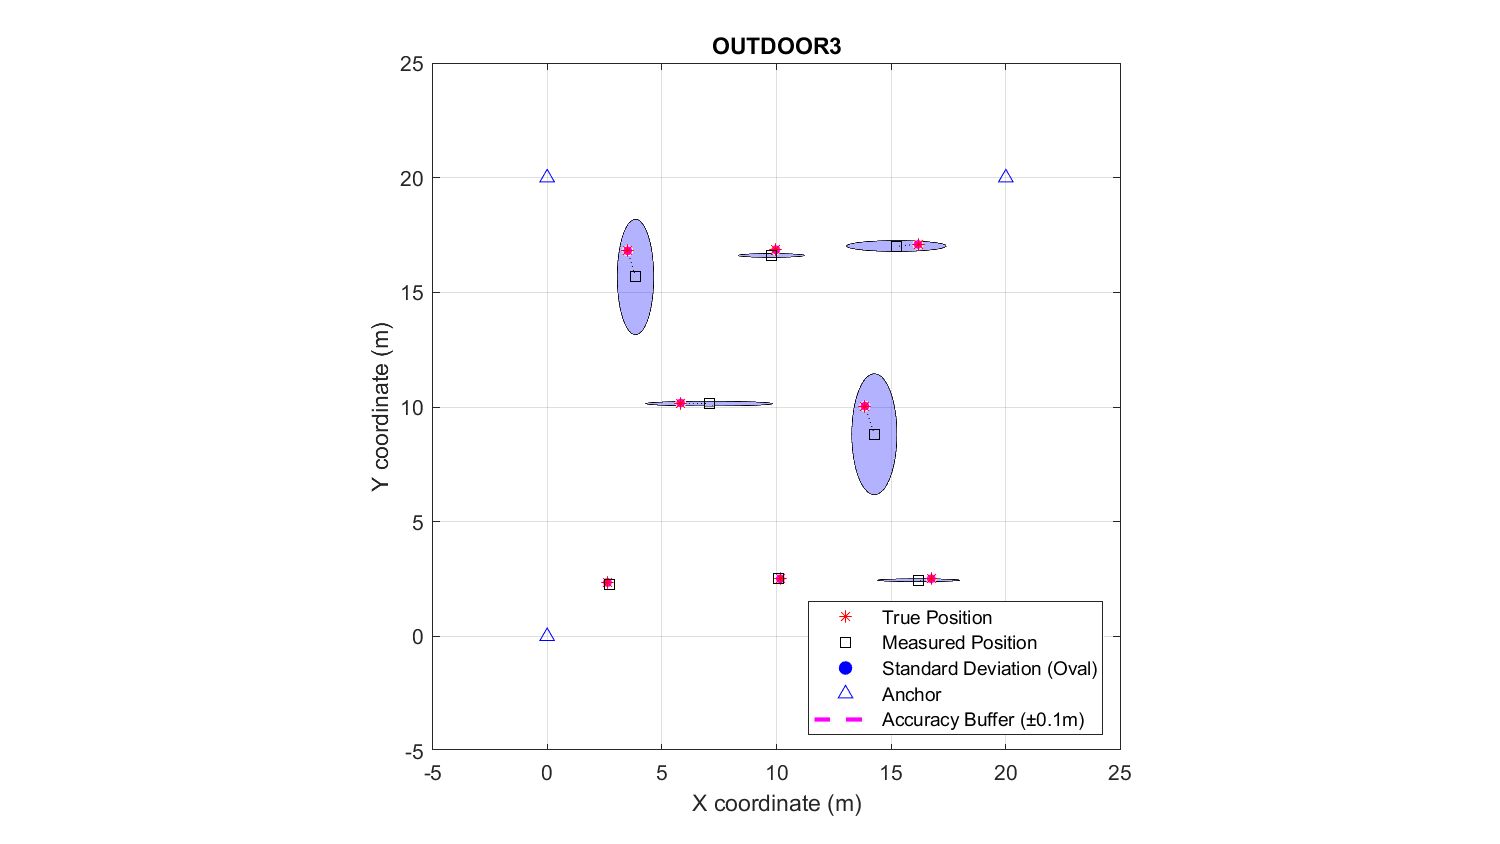 OUTDOOR3
25
20
15
10
5
0
-5
-5 0 5 10 15 20 25
X coordinate (m)
Y coordinate (m)
True Position
Measured Position
Standard Deviation (Oval)
Anchor
Accuracy Buffer (±0.1m)